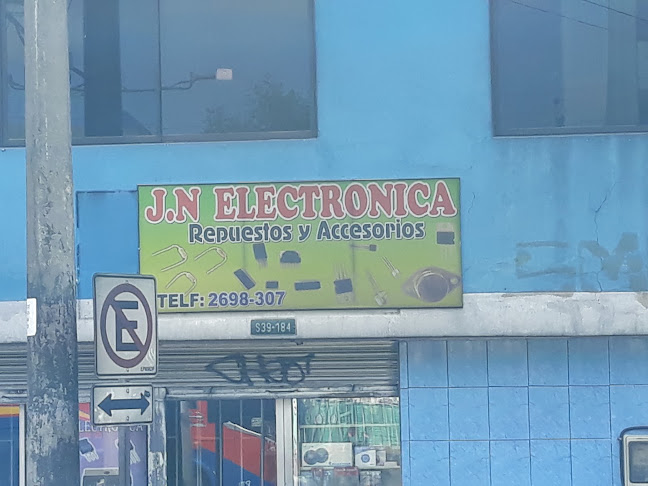 J.N ELECTRONICA
Repuestos y Accesorios
TELF: 2698-307
S39-184
E